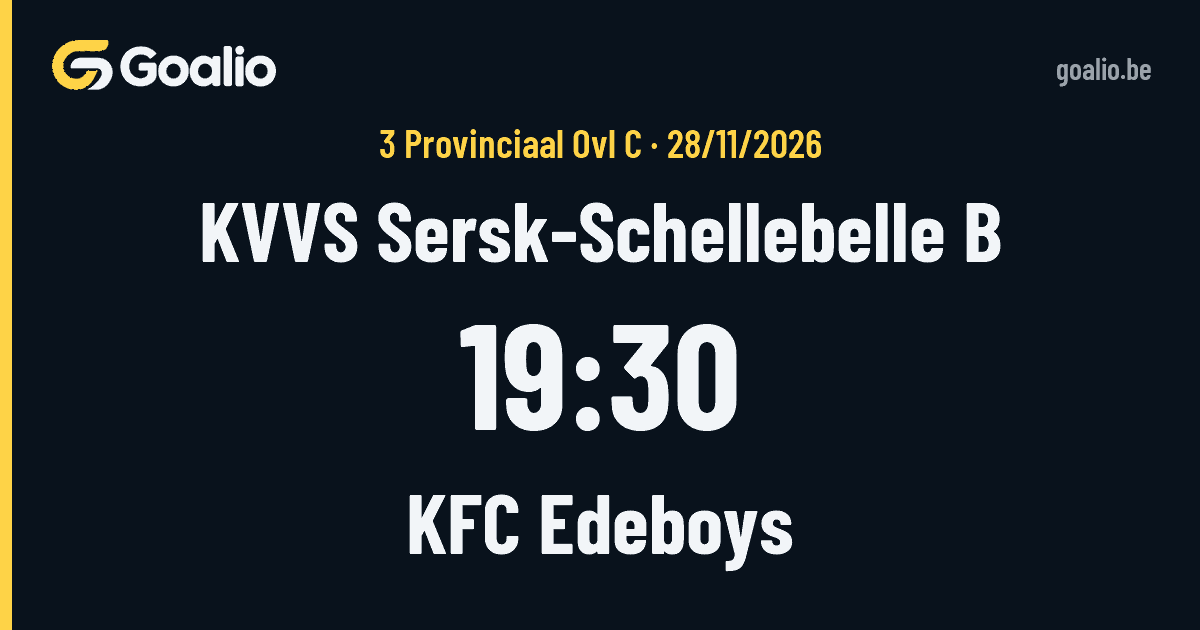 Goalio
goalio.be
3 Provinciaal Ovl C · 28/11/2026
KVVS Sersk-Schellebelle B
19:30
KFC Edeboys